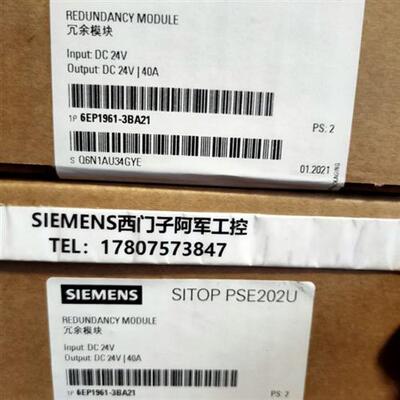 REDUNDANCY MODULE
冗余模块
Input: DC 24V
Output: DC 24V | 40A
1P 6EP1961-3BA21
PS: 2
S Q6N1AU34GYE
01.2021
SIEMENS西门子阿军工控
TEL: 17807573847
SIEMENS SITOP PSE202U
REDUNDANCY MODULE
冗余模块
Input: DC 24V
Output: DC 24V | 40A
1P 6EP1961-3BA21
PS: 2